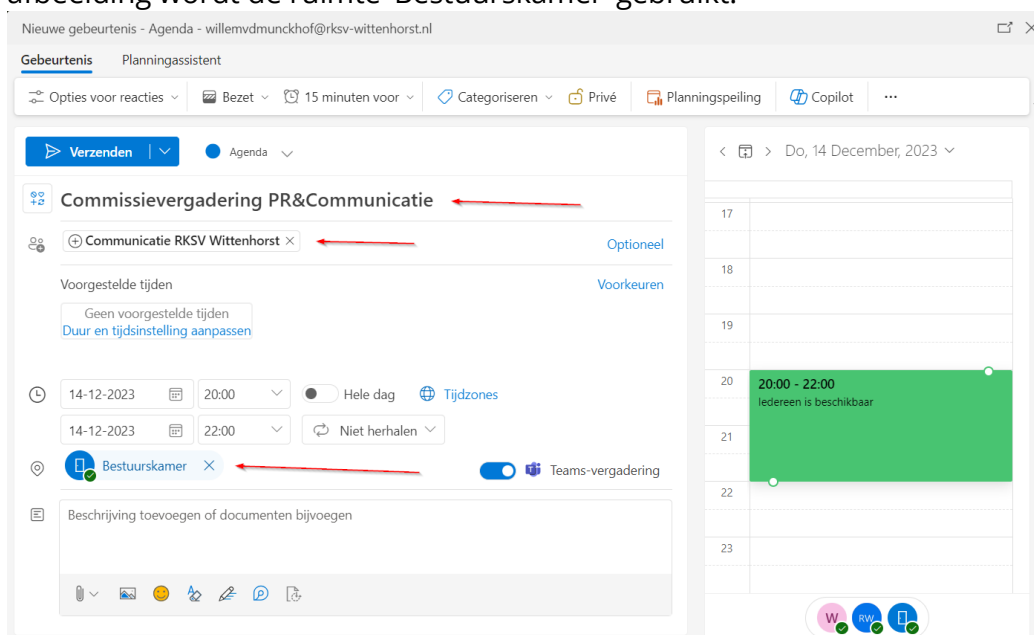 afbeelding wordt de ruimte 'Bestuurskamer' gebruikt.
Nieuwe gebeurtenis - Agenda - willemvdmunckhof@rksv-wittenhorst.nl
Gebeurtenis Planningassistent
Opties voor reacties Bezet 15 minuten voor Categoriseren Privé Planningspeiling Copilot ...
Verzenden Agenda
Do, 14 December, 2023
Commissievergadering PR&Communicatie
Communicatie RKSV Wittenhorst Optioneel
Voorgestelde tijden Voorkeuren
Geen voorgestelde tijden
Duur en tijdsinstelling aanpassen
14-12-2023 20:00 Hele dag Tijdzones
14-12-2023 22:00 Niet herhalen
Bestuurskamer Teams-vergadering
Beschrijving toevoegen of documenten bijvoegen
17
18
19
20 20:00 - 22:00
Iedereen is beschikbaar
21
22
23
W RW